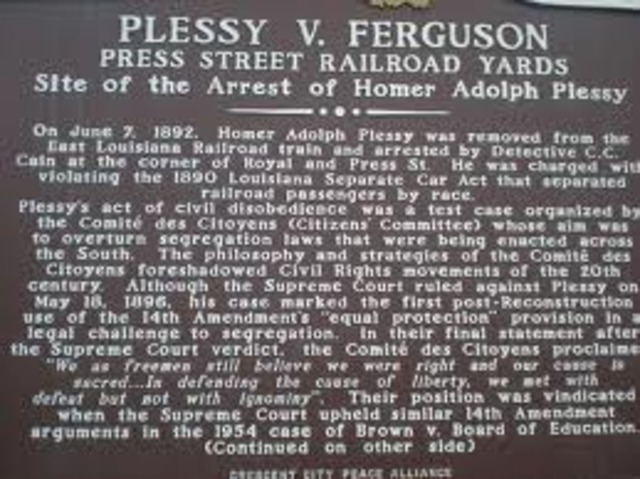 PLESSY V. FERGUSON
PRESS STREET RAILROAD YARDS
Site of the Arrest of Homer Adolph Plessy
On June 7, 1892, Homer Adolph Plessy was removed from the
East Louisiana Railroad train and arrested by Detective C.C.
Cain at the corner of Royal and Press St. He was charged with
violating the 1890 Louisiana Separate Car Act that separated
railroad passengers by race.
Plessy's act of civil disobedience was a test case organized by
the Comité des Citoyens (Citizens' Committee) whose aim was
to overturn segregation laws that were being enacted across
the South. The philosophy and strategies of the Comité des
Citoyens foreshadowed Civil Rights movements of the 20th
century. Although the Supreme Court ruled against Plessy on
May 18, 1896, his case marked the first post-Reconstruction
use of the 14th Amendment's "equal protection" provision in a
legal challenge to segregation. In their final statement after
the Supreme Court verdict, the Comité des Citoyens proclaime
"We as freemen still believe we were right and our cause is
sacred...In defending the cause of liberty, we met with
defeat but not with ignominy". Their position was vindicated
when the Supreme Court upheld similar 14th Amendment
arguments in the 1954 case of Brown v. Board of Education.
(Continued on other side)
CRESCENT CITY PEACE ALLIANCE